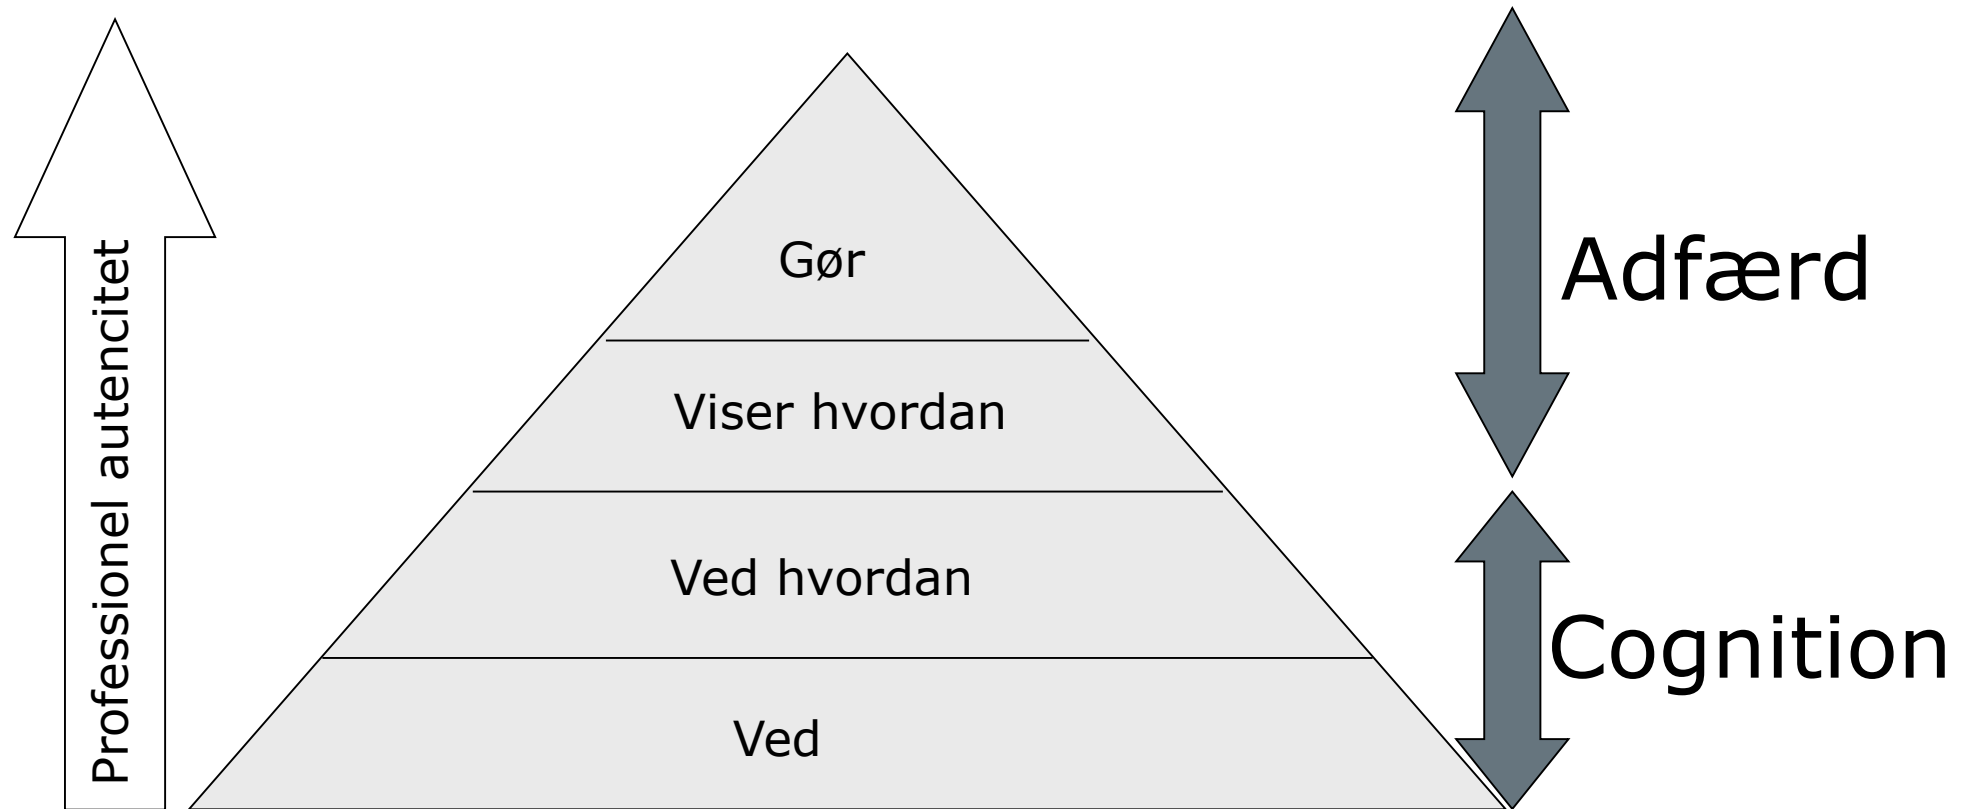 Professionel autencitet
Gør
Viser hvordan
Ved hvordan
Ved
Adfærd
Cognition